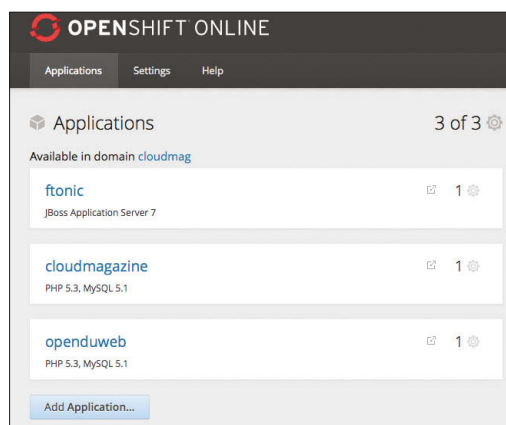 OPENSHIFT ONLINE
Applications Settings Help
Applications 3 of 3
Available in domain cloudmag
ftonic 1
JBoss Application Server 7
cloudmagazine 1
PHP 5.3, MySQL 5.1
openduweb 1
PHP 5.3, MySQL 5.1
Add Application...